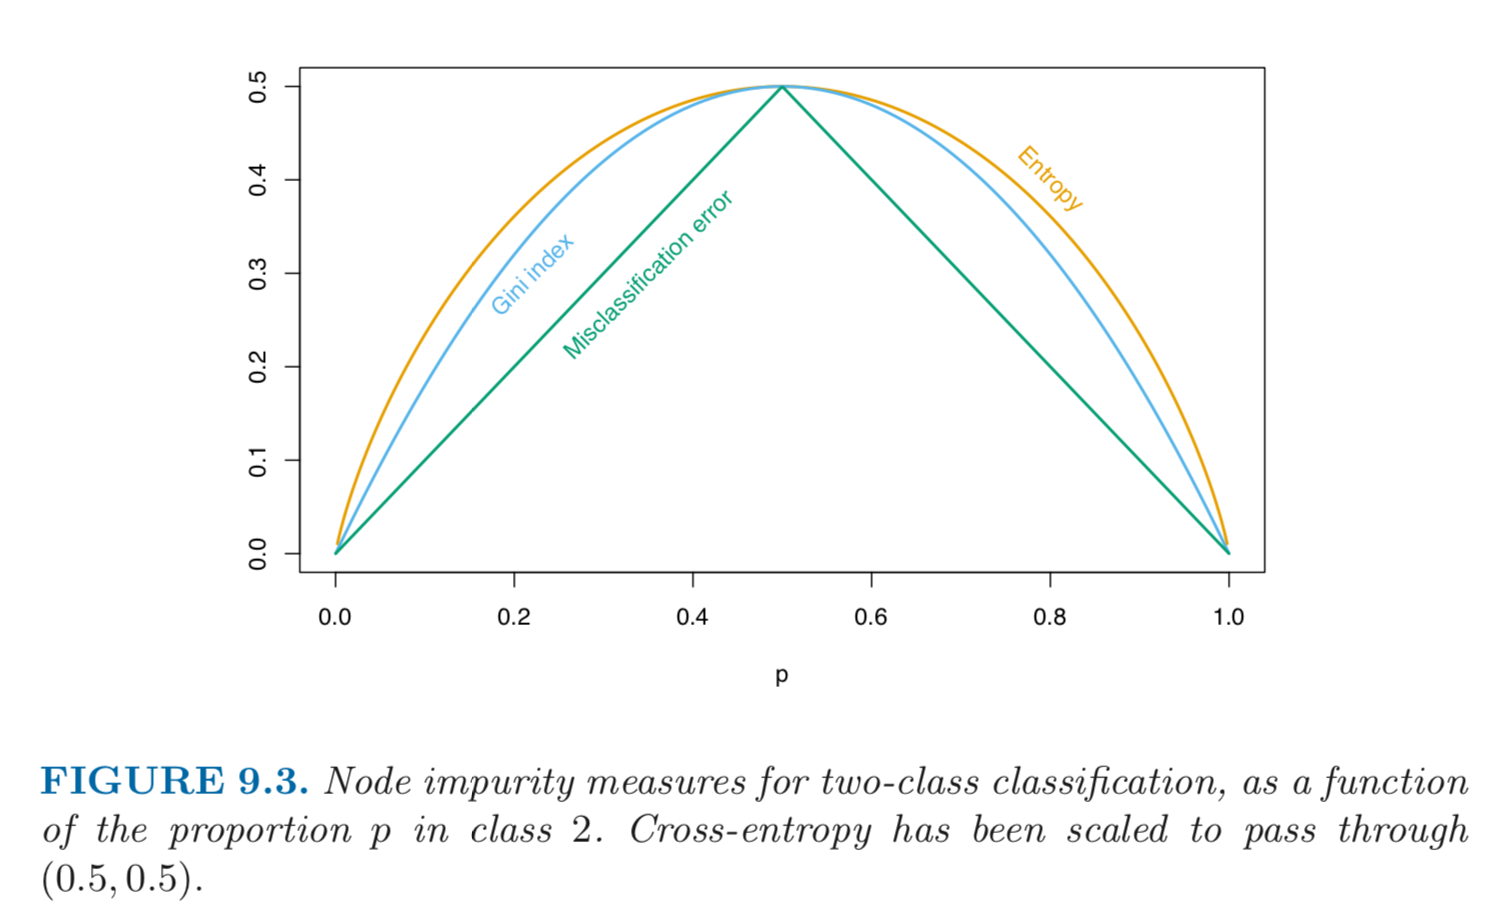 0.5
0.4
0.3
0.2
0.1
0.0
Entropy
Gini index
Misclassification error
0.0 0.2 0.4 0.6 0.8 1.0
p
FIGURE 9.3. Node impurity measures for two-class classification, as a function
of the proportion p in class 2. Cross-entropy has been scaled to pass through
(0.5, 0.5).